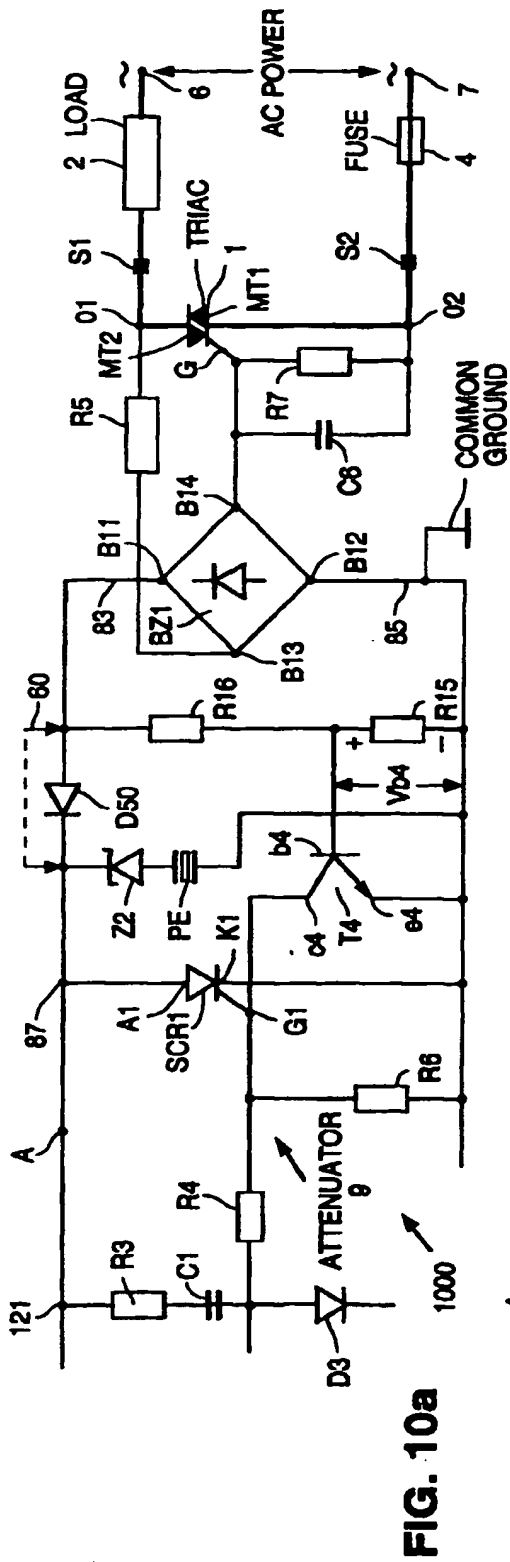 FIG. 10a
1000
121
R3
C1
D3
R4
ATTENUATOR
9
A
87
A1
SCR1
K1
G1
R6
60
D50
Z2
PE
c4
b4
T4
e4
Vb4
+
−
R16
R15
83
B11
BZ1
B13
B14
B12
85
COMMON
GROUND
R5
C6
R7
G
MT2
MT1
1
TRIAC
01
02
S1
S2
LOAD
2
FUSE
4
~
6
AC POWER
~
7